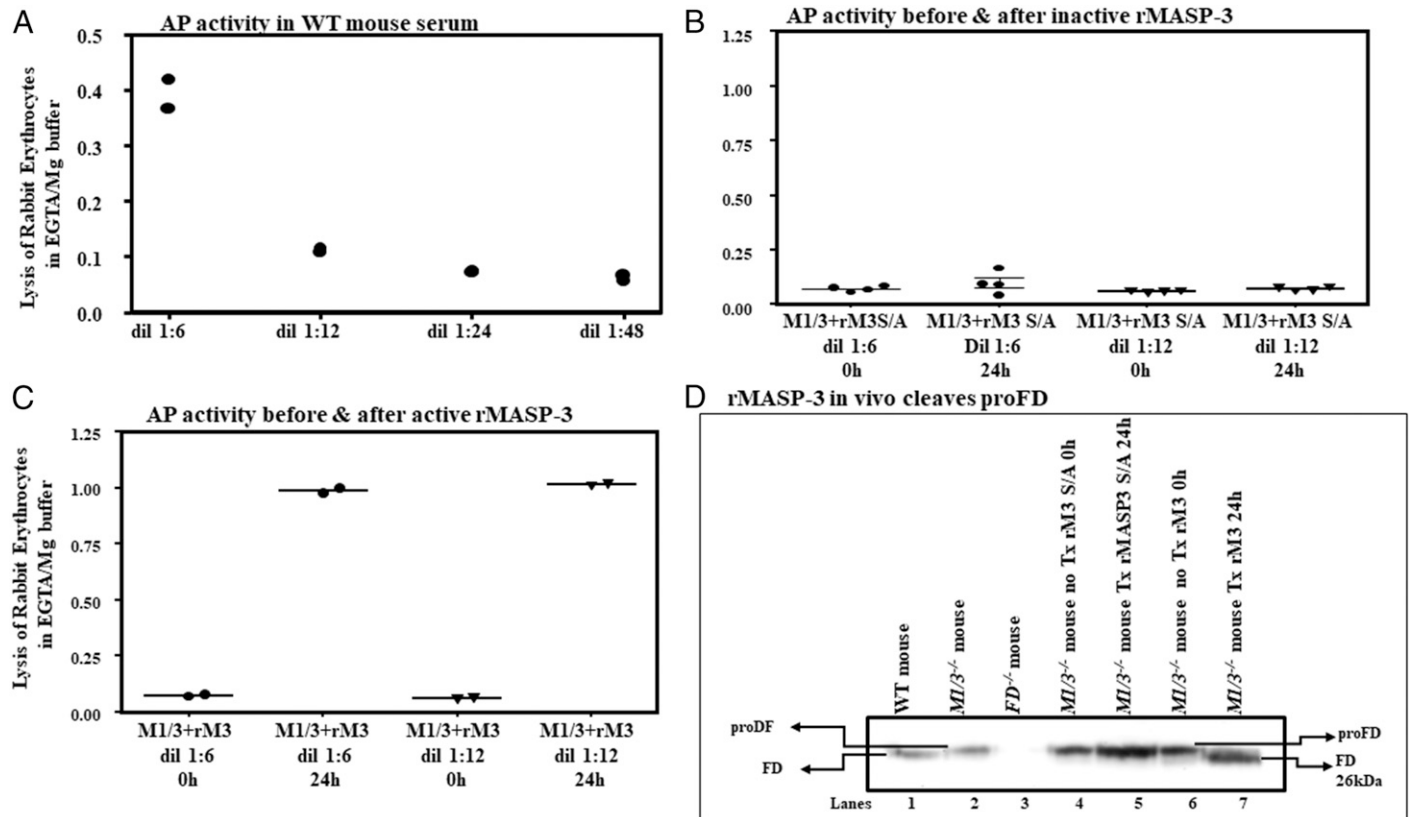 A
AP activity in WT mouse serum
Lysis of Rabbit Erythrocytes
in EGTA/Mg buffer
0.5
0.4
0.3
0.2
0.1
0.0
dil 1:6
dil 1:12
dil 1:24
dil 1:48
B
AP activity before & after inactive rMASP-3
1.25
1.00
0.75
0.50
0.25
0.00
M1/3+rM3S/A
dil 1:6
0h
M1/3+rM3 S/A
Dil 1:6
24h
M1/3+rM3 S/A
dil 1:12
0h
M1/3+rM3 S/A
dil 1:12
24h
C
AP activity before & after active rMASP-3
Lysis of Rabbit Erythrocytes
in EGTA/Mg buffer
1.25
1.00
0.75
0.50
0.25
0.00
M1/3+rM3
dil 1:6
0h
M1/3+rM3
dil 1:6
24h
M1/3+rM3
dil 1:12
0h
M1/3+rM3
dil 1:12
24h
D
rMASP-3 in vivo cleaves proFD
WT mouse
M1/3-/- mouse
FD-/- mouse
M1/3-/- mouse no Tx rM3 S/A 0h
M1/3-/- mouse Tx rMASP3 S/A 24h
M1/3-/- mouse no Tx rM3 0h
M1/3-/- mouse Tx rM3 24h
proDF
FD
proFD
FD
26kDa
Lanes 1 2 3 4 5 6 7